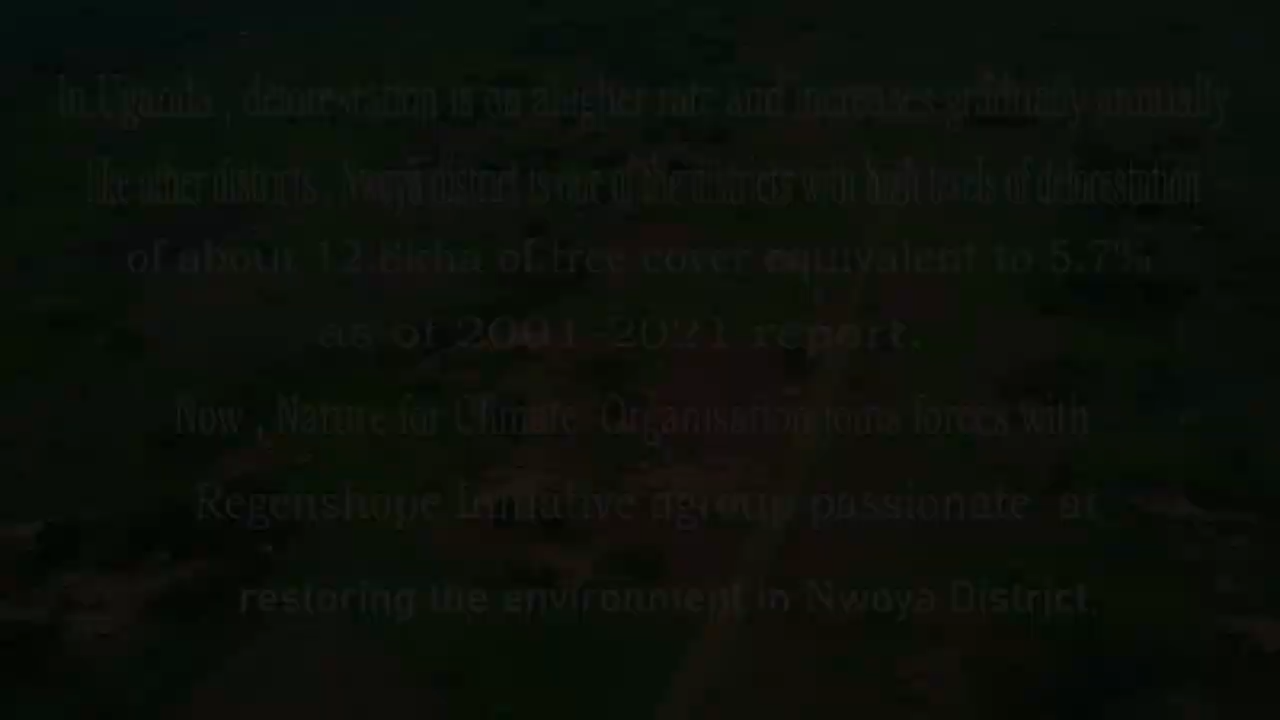 In Uganda , deforestration is on ahigher rate and increases gradually annually
like other districts , Nwoya district is one of the districts with high levels of deforestation
of about 12.8kha of tree cover equivalent to 5.7%
as of 2001-2021 report.
Now , Nature for Climate Organisation joins forces with
Regenshope Initiative agroup passionate at
restoring the environment in Nwoya District.